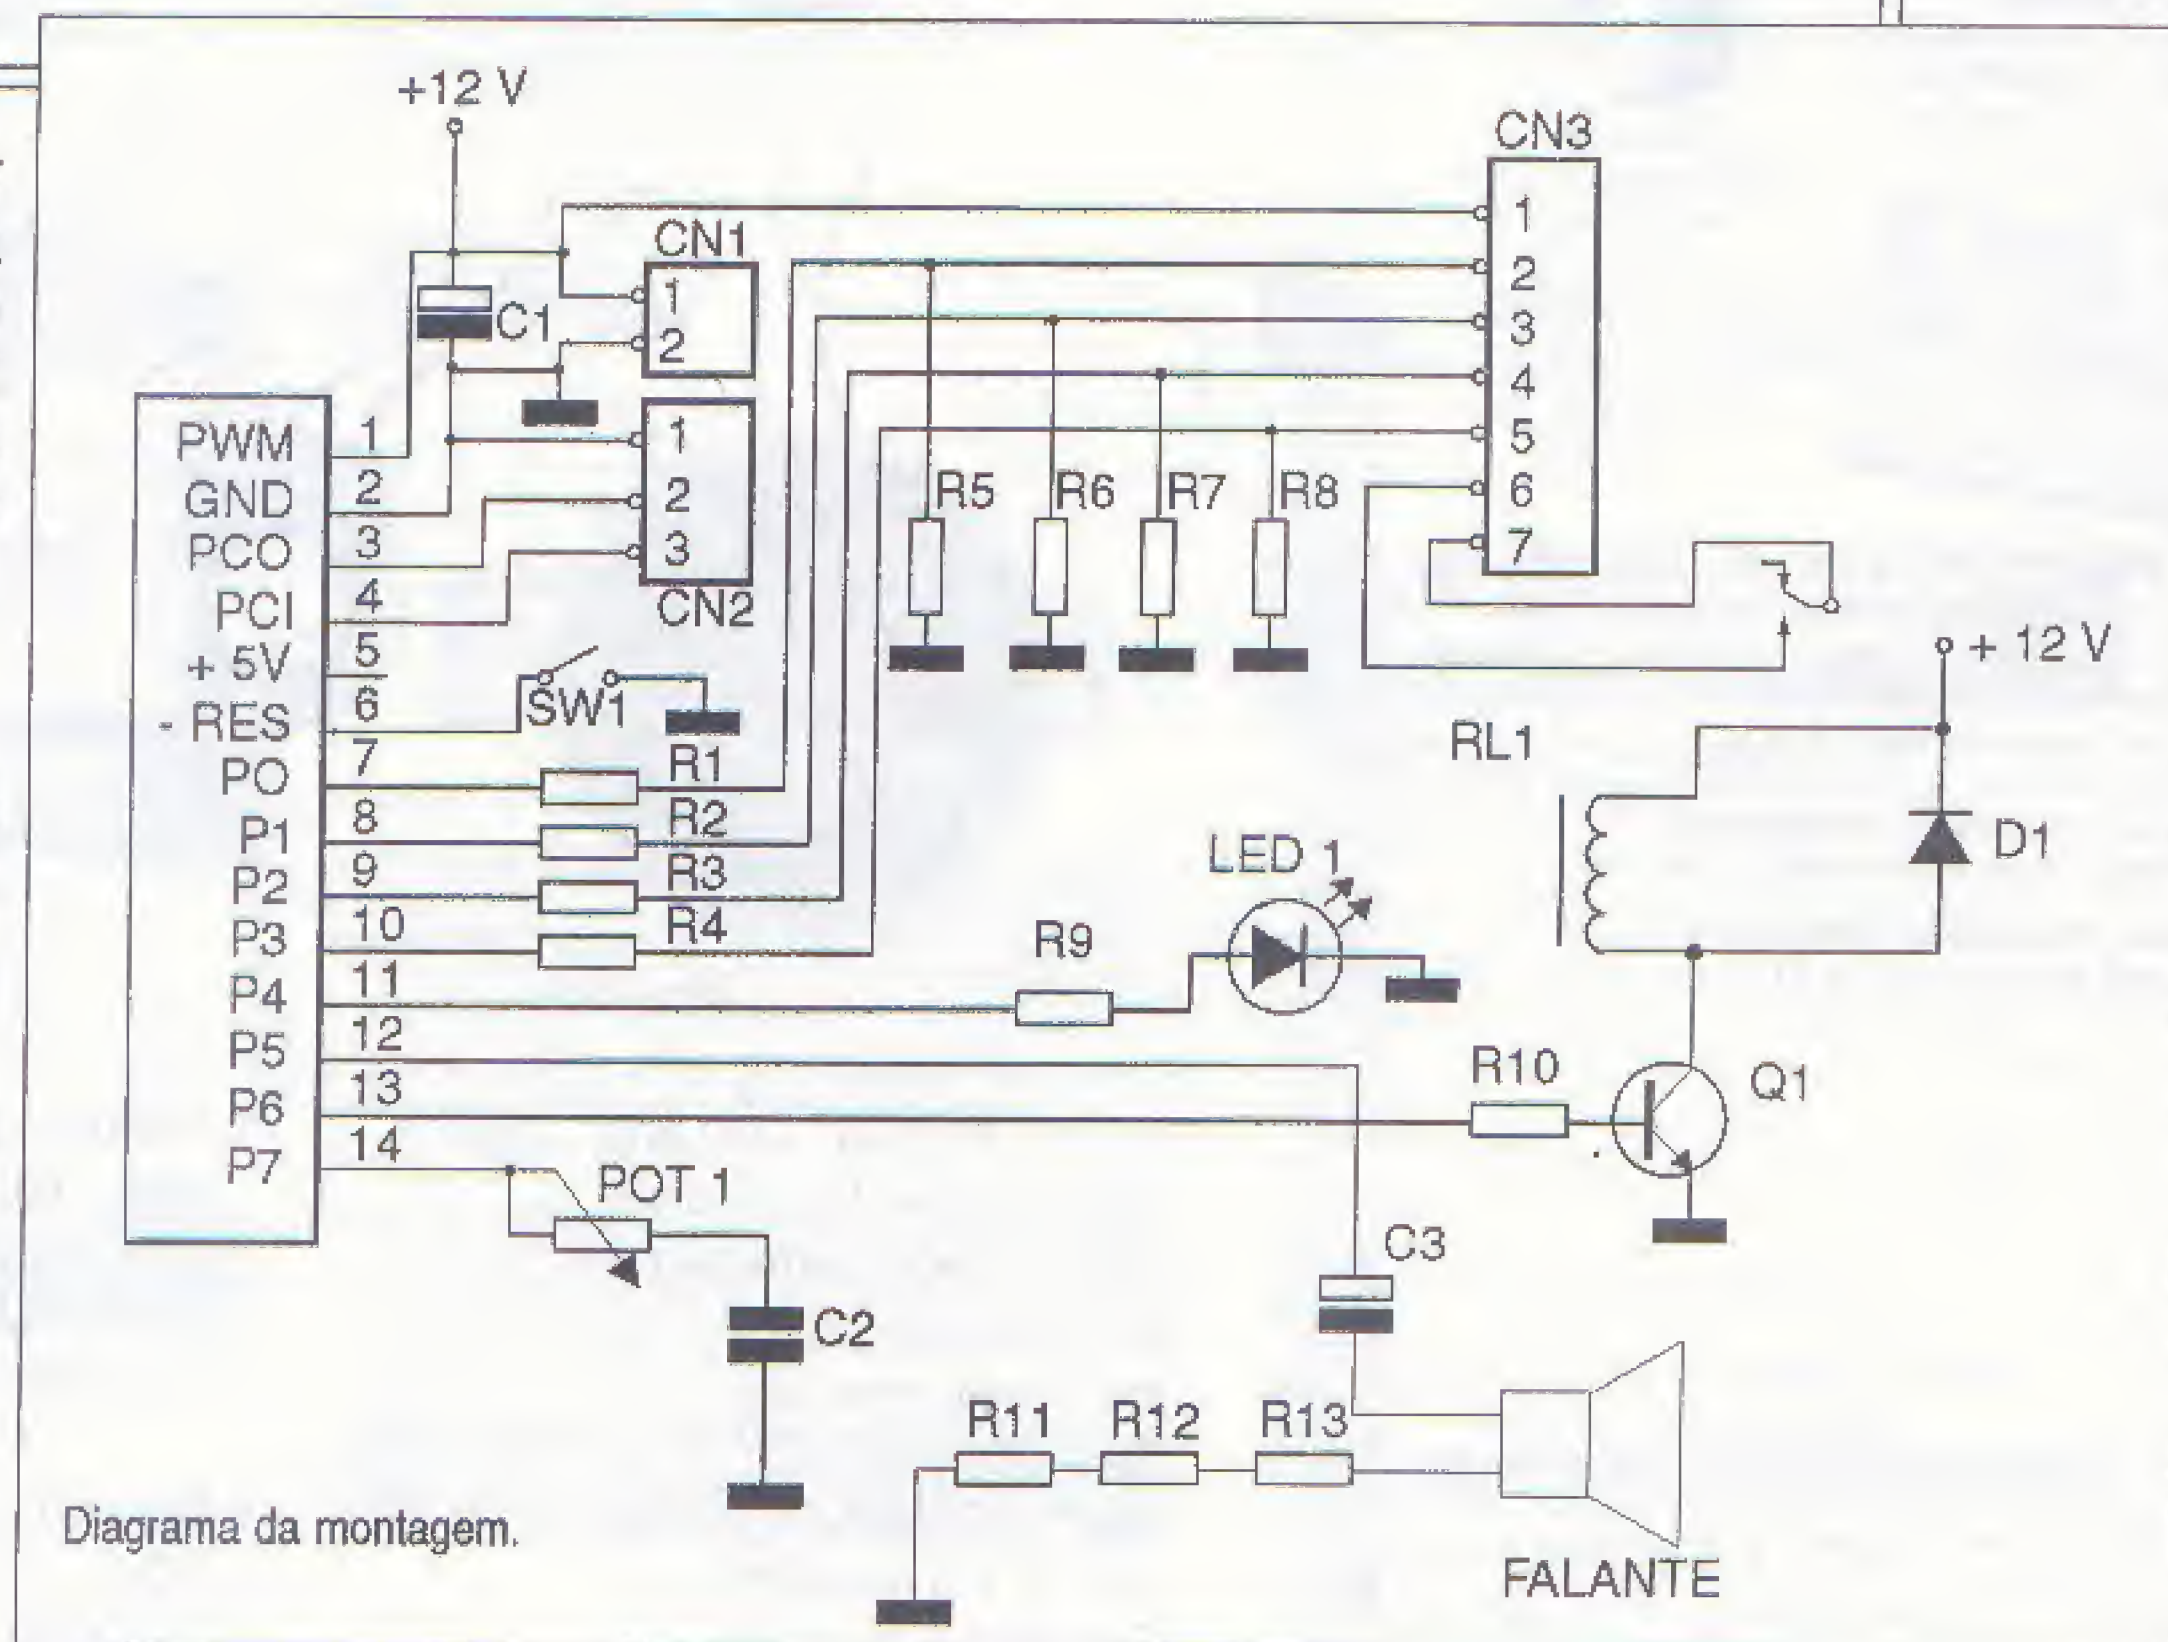 +12 V
CN3
1
2
3
4
5
6
7
CN1
1
2
C1
1
2
3
CN2
PWM 1
GND 2
PCO 3
PCI 4
+ 5V 5
- RES 6
PO 7
P1 8
P2 9
P3 10
P4 11
P5 12
P6 13
P7 14
SW1
R1
R2
R3
R4
R5 R6 R7 R8
+ 12 V
RL1
D1
LED 1
R9
R10
Q1
POT 1
C2
C3
R11 R12 R13
FALANTE
Diagrama da montagem.